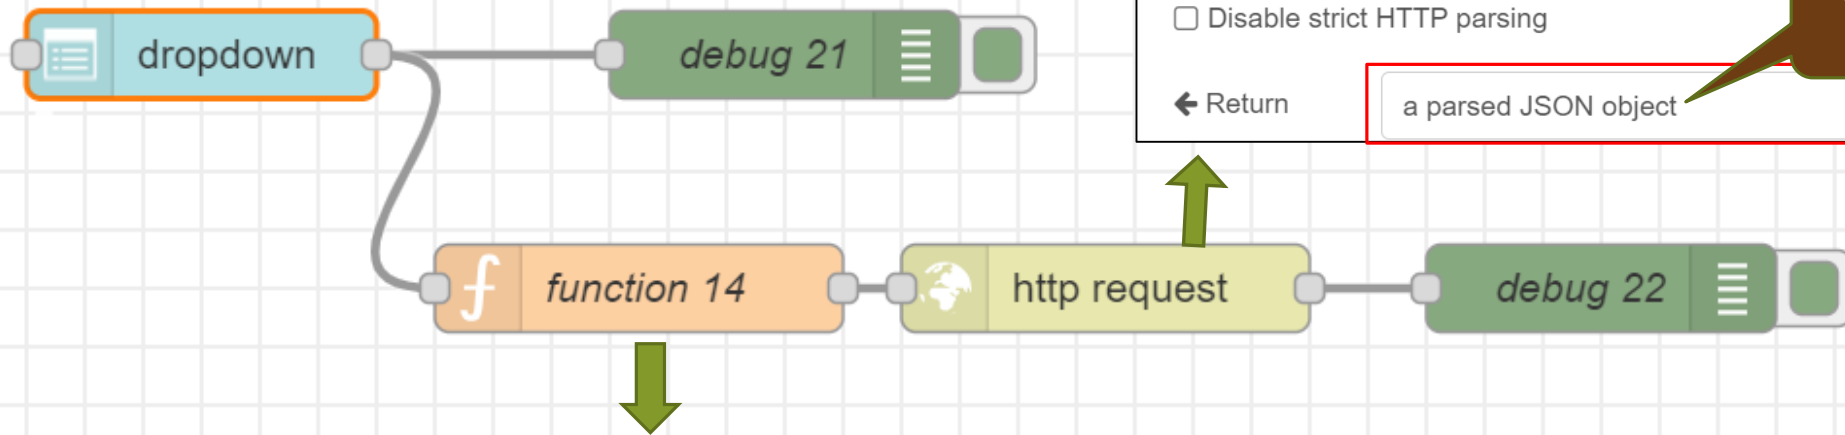 Disable strict HTTP parsing
dropdown
debug 21
Return
a parsed JSON object
function 14
http request
debug 22